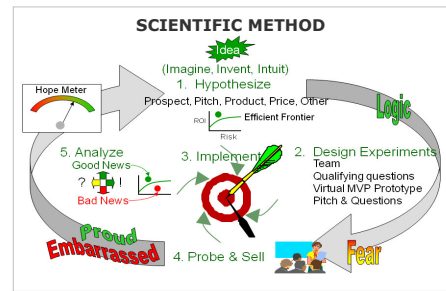 SCIENTIFIC METHOD
Idea
(Imagine, Invent, Intuit)
1. Hypothesize
Prospect, Pitch, Product, Price, Other
Hope Meter
ROI
Efficient Frontier
Risk
Logic
5. Analyze
Good News
? !
Bad News
3. Implement
2. Design Experiments
Team
Qualifying questions
Virtual MVP Prototype
Pitch & Questions
Proud
Embarrassed
4. Probe & Sell
Fear